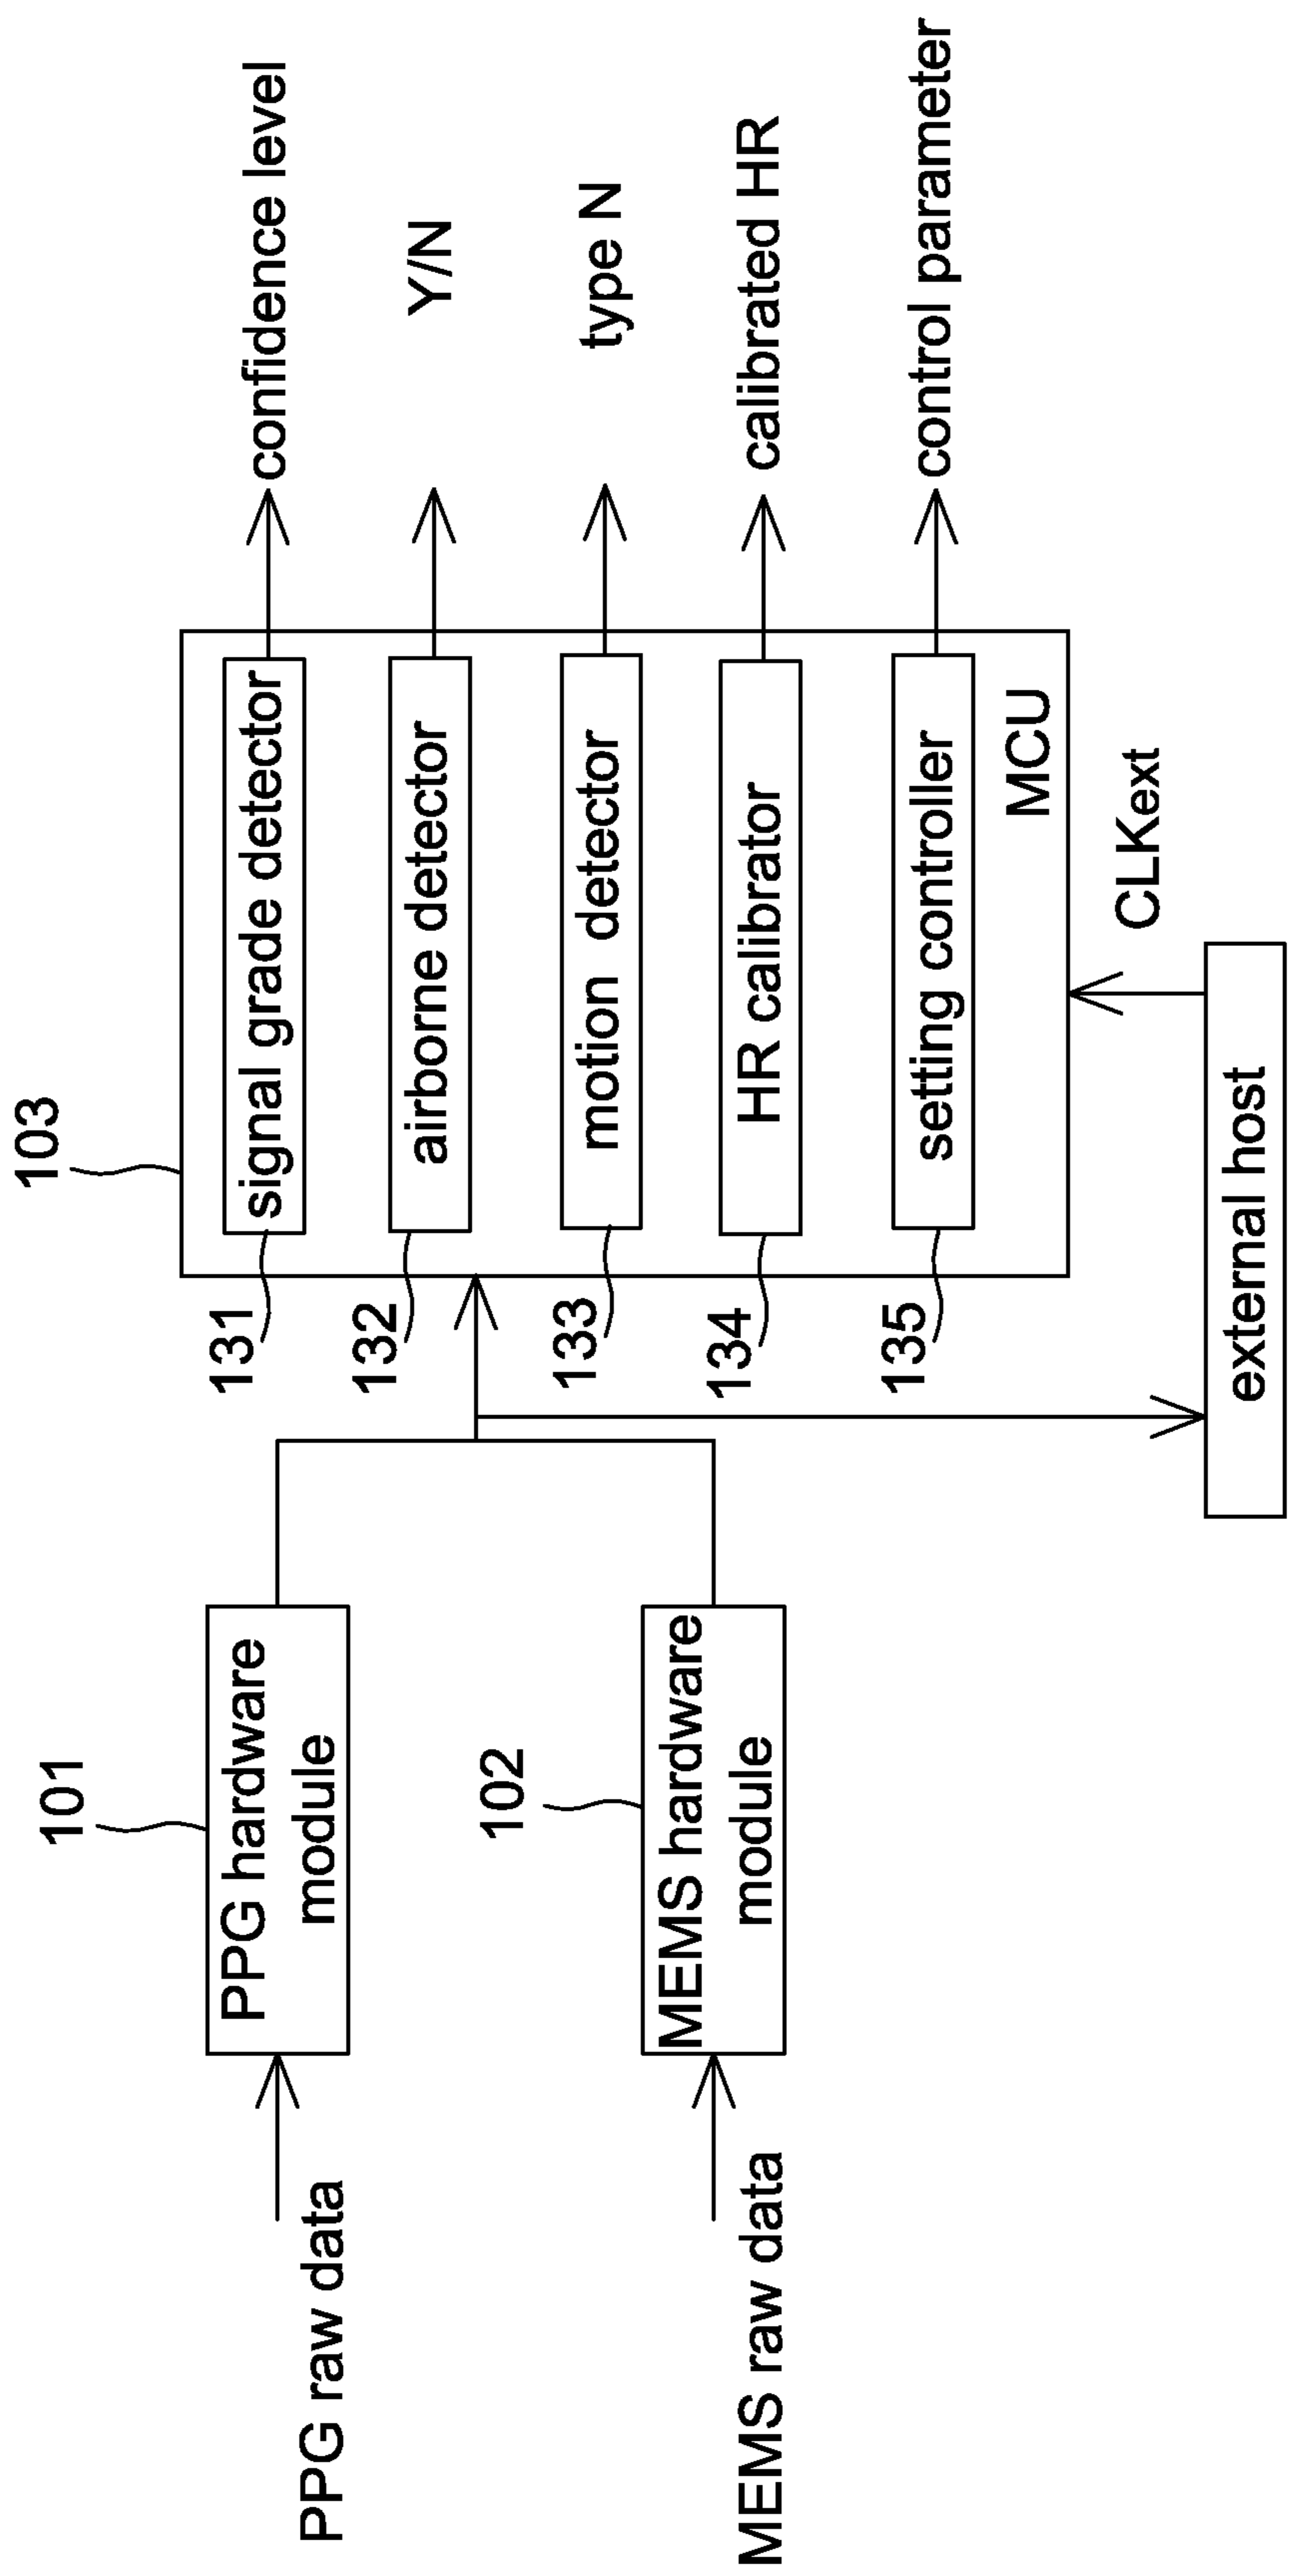 103
131
signal grade detector
confidence level
101
PPG hardware
module
PPG raw data
132
airborne detector
Y/N
133
motion detector
type N
102
MEMS hardware
module
MEMS raw data
134
HR calibrator
calibrated HR
135
setting controller
control parameter
MCU
CLKext
external host